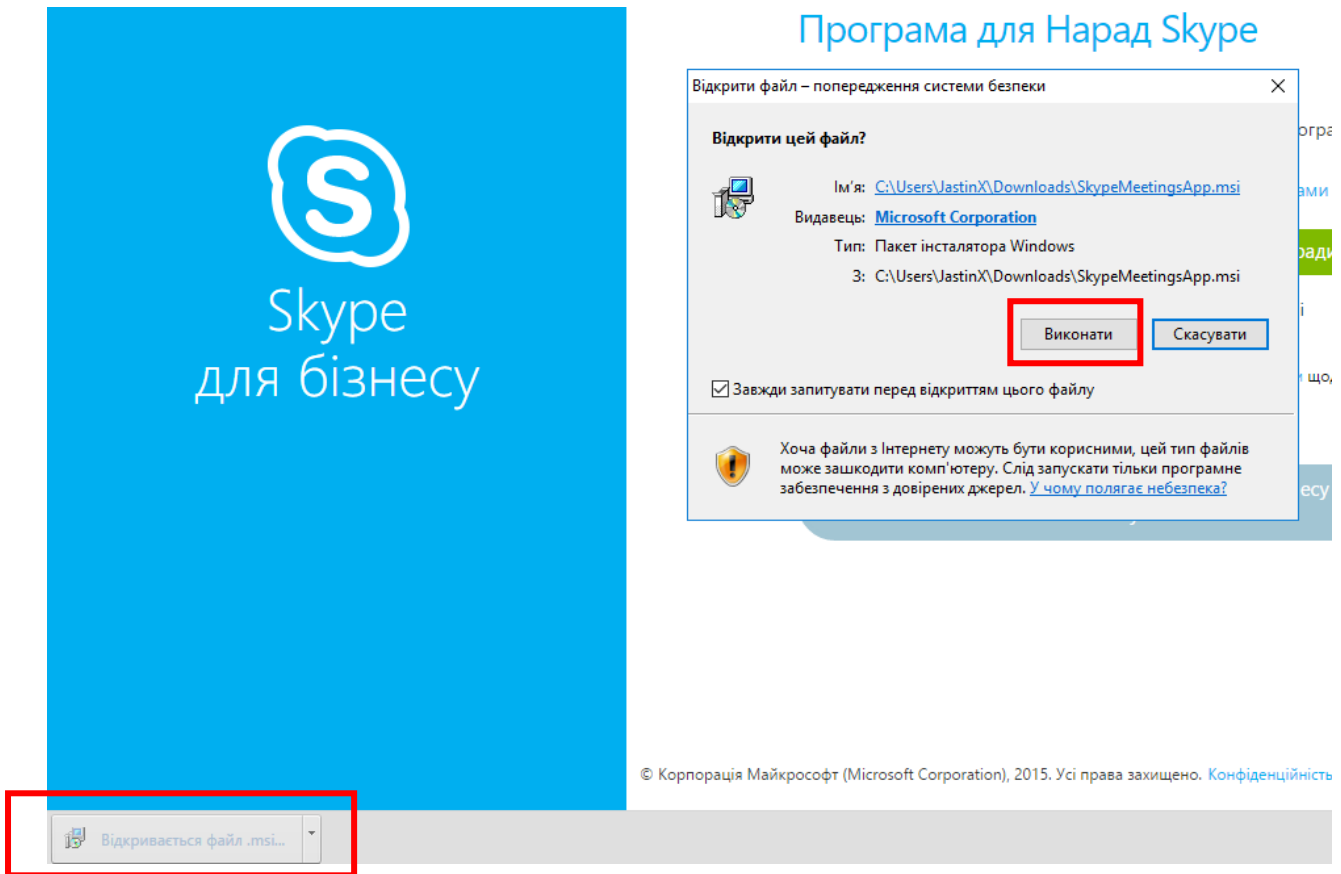 Програма для Нарад Skype
Skype
для бізнесу
Відкрити файл – попередження системи безпеки
Відкрити цей файл?
Ім'я: C:\Users\JastinX\Downloads\SkypeMeetingsApp.msi
Видавець: Microsoft Corporation
Тип: Пакет інсталятора Windows
З: C:\Users\JastinX\Downloads\SkypeMeetingsApp.msi
Виконати Скасувати
Завжди запитувати перед відкриттям цього файлу
Хоча файли з Інтернету можуть бути корисними, цей тип файлів
може зашкодити комп'ютеру. Слід запускати тільки програмне
забезпечення з довірених джерел. У чому полягає небезпека?
© Корпорація Майкрософт (Microsoft Corporation), 2015. Усі права захищено. Конфіденційність
Відкривається файл .msi...